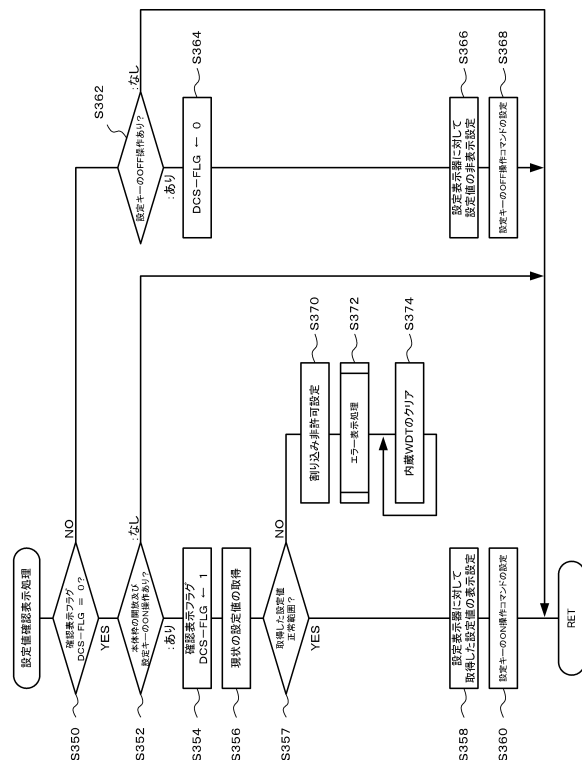 設定値確認表示処理
S350
確認表示フラグ
DCS-FLG = 0?
NO
YES
S352
本体枠の開放及び
設定キーのON操作あり?
:なし
:あり
S354
確認表示フラグ
DCS-FLG ← 1
S356
現状の設定値の取得
S357
取得した設定値
正常範囲?
NO
YES
S358
設定表示器に対して
取得した設定値の表示設定
S360
設定キーのON操作コマンドの設定
RET
S370
割り込み非許可設定
S372
エラー表示処理
S374
内蔵WDTのクリア
S362
設定キーのOFF操作あり?
:なし
:あり
S364
DCS-FLG ← 0
S366
設定表示器に対して
設定値の非表示設定
S368
設定キーのOFF操作コマンドの設定